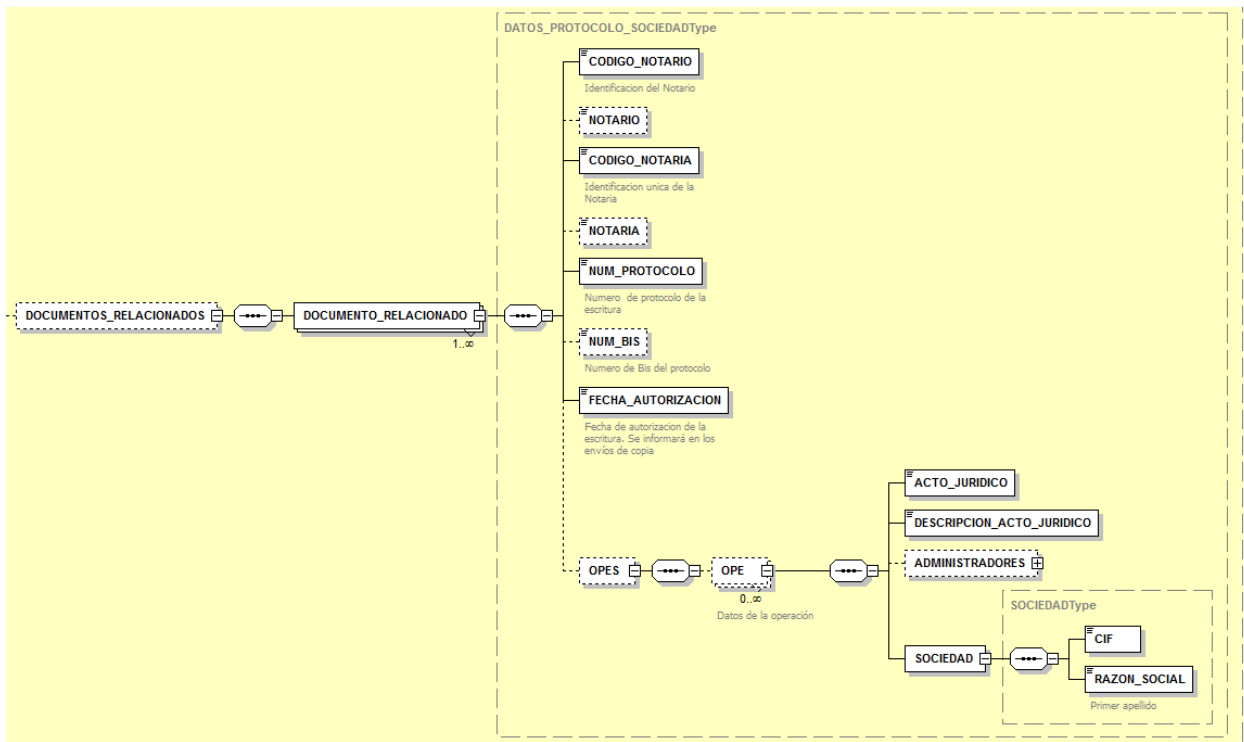 DATOS_PROTOCOLO_SOCIEDADType
CODIGO_NOTARIO
Identificacion del Notario
NOTARIO
CODIGO_NOTARIA
Identificacion unica de la
Notaria
NOTARIA
NUM_PROTOCOLO
Numero de protocolo de la
escritura
DOCUMENTOS_RELACIONADOS
DOCUMENTO_RELACIONADO
1..∞
NUM_BIS
Numero de Bis del protocolo
FECHA_AUTORIZACION
Fecha de autorizacion de la
escritura. Se informará en los
envíos de copia
OPES
OPE
0..∞
Datos de la operación
ACTO_JURIDICO
DESCRIPCION_ACTO_JURIDICO
ADMINISTRADORES
SOCIEDAD
SOCIEDADType
CIF
RAZON_SOCIAL
Primer apellido